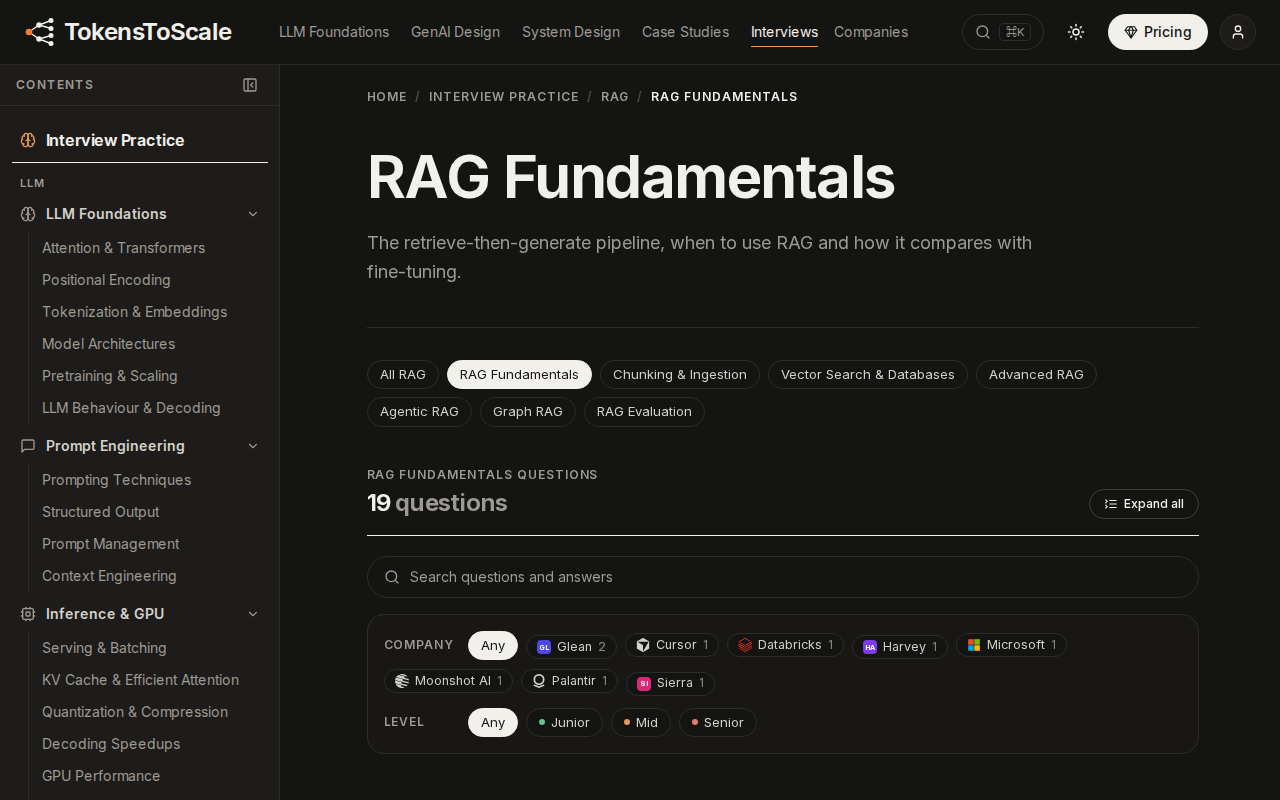 TokensToScale
LLM Foundations GenAI Design System Design Case Studies Interviews Companies
⌘K
Pricing
CONTENTS
Interview Practice
LLM
LLM Foundations
Attention & Transformers
Positional Encoding
Tokenization & Embeddings
Model Architectures
Pretraining & Scaling
LLM Behaviour & Decoding
Prompt Engineering
Prompting Techniques
Structured Output
Prompt Management
Context Engineering
Inference & GPU
Serving & Batching
KV Cache & Efficient Attention
Quantization & Compression
Decoding Speedups
GPU Performance
HOME / INTERVIEW PRACTICE / RAG / RAG FUNDAMENTALS
RAG Fundamentals
The retrieve-then-generate pipeline, when to use RAG and how it compares with
fine-tuning.
All RAG RAG Fundamentals Chunking & Ingestion Vector Search & Databases Advanced RAG
Agentic RAG Graph RAG RAG Evaluation
RAG FUNDAMENTALS QUESTIONS
19 questions
Expand all
Search questions and answers
COMPANY Any GL Glean 2 Cursor 1 Databricks 1 HA Harvey 1 Microsoft 1
Moonshot AI 1 Palantir 1 SI Sierra 1
LEVEL Any Junior Mid Senior